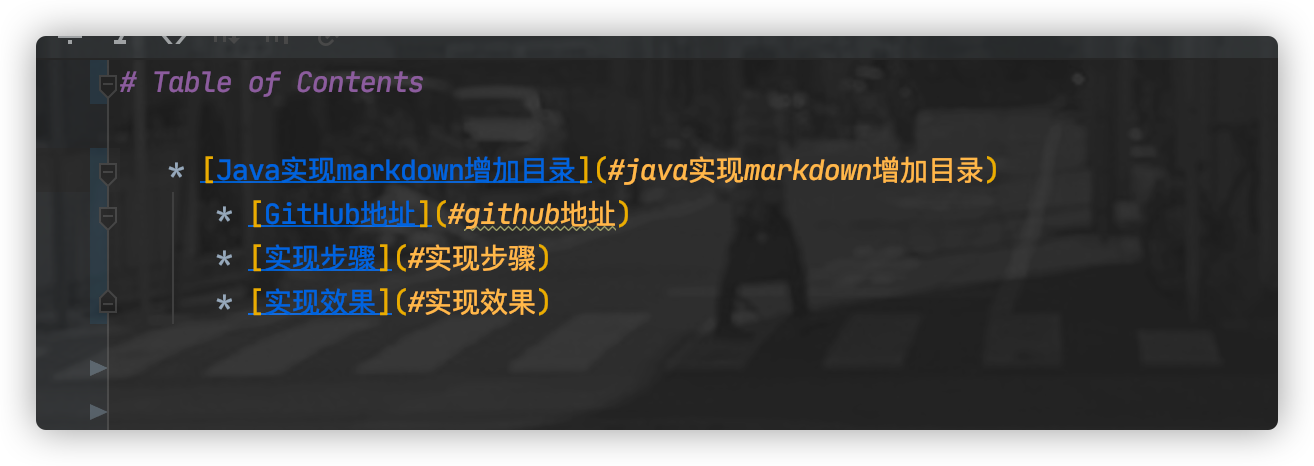 # Table of Contents
* [Java实现markdown增加目录](#java实现markdown增加目录)
* [GitHub地址](#github地址)
* [实现步骤](#实现步骤)
* [实现效果](#实现效果)